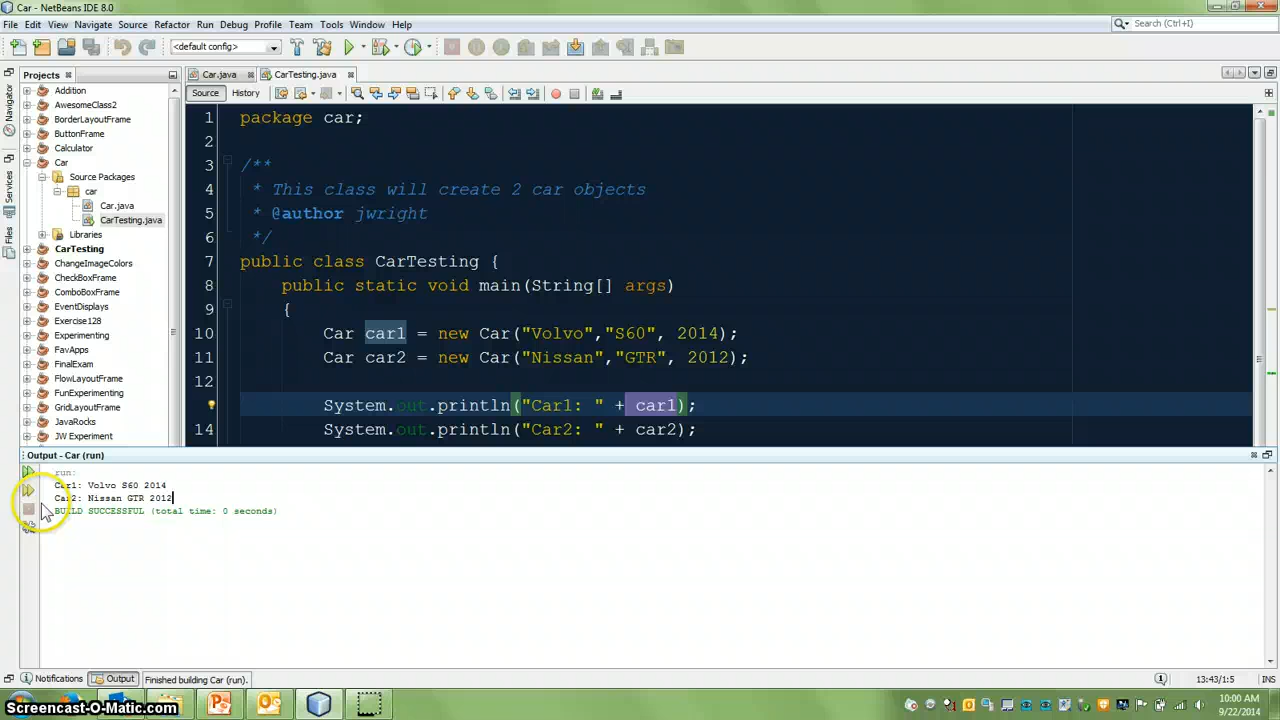 Car - NetBeans IDE 8.0
File Edit View Navigate Source Refactor Run Debug Profile Team Tools Window Help
Search (Ctrl+I)
<default config>
Projects
Car.java
CarTesting.java
Source History
Navigator
Services
Files
Addition
AwesomeClass2
BorderLayoutFrame
ButtonFrame
Calculator
Car
Source Packages
car
Car.java
CarTesting.java
Libraries
CarTesting
ChangeImageColors
CheckBoxFrame
ComboBoxFrame
EventDisplays
Exercise128
Experimenting
FavApps
FinalExam
FlowLayoutFrame
FunExperimenting
GridLayoutFrame
JavaRocks
JW Experiment
1 package car;
2
3 /**
4 * This class will create 2 car objects
5 * @author jwright
6 */
7 public class CarTesting {
8 public static void main(String[] args)
9 {
10 Car car1 = new Car("Volvo","S60", 2014);
11 Car car2 = new Car("Nissan","GTR", 2012);
12
System.out.println("Car1: " + car1);
14 System.out.println("Car2: " + car2);
Output - Car (run)
run:
Car1: Volvo S60 2014
Car2: Nissan GTR 2012
BUILD SUCCESSFUL (total time: 0 seconds)
Notifications Output Finished building Car (run).
13:43/1:5 INS
Screencast-O-Matic.com
10:00 AM
9/22/2014